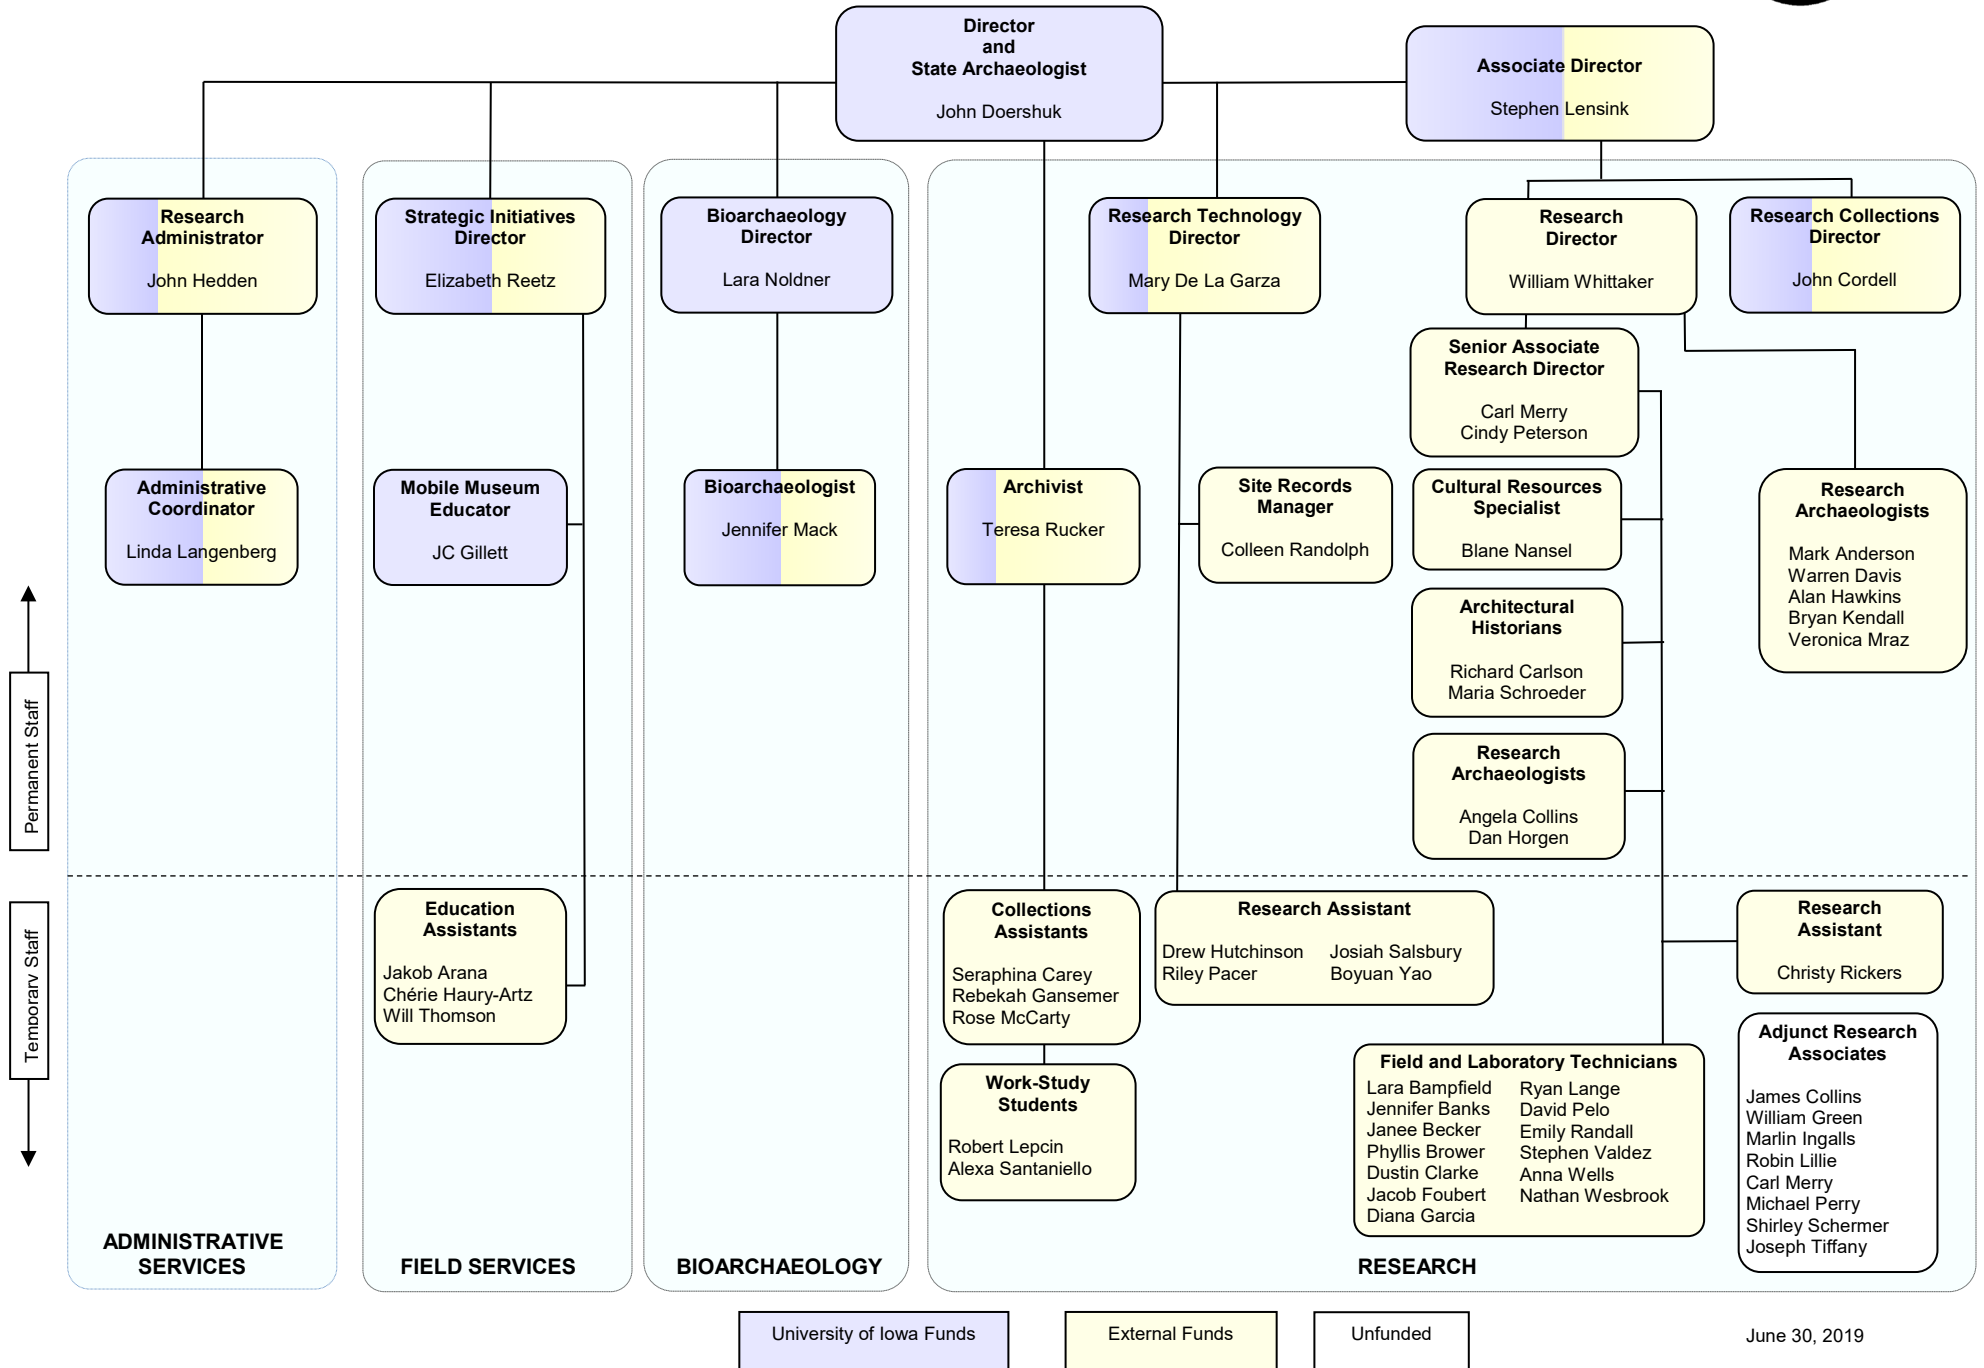 Director
and
State Archaeologist
John Doershuk
Associate Director
Stephen Lensink
Research
Administrator
John Hedden
Strategic Initiatives
Director
Elizabeth Reetz
Bioarchaeology
Director
Lara Noldner
Research Technology
Director
Mary De La Garza
Research
Director
William Whittaker
Research Collections
Director
John Cordell
Senior Associate
Research Director
Carl Merry
Cindy Peterson
Administrative
Coordinator
Linda Langenberg
Mobile Museum
Educator
JC Gillett
Bioarchaeologist
Jennifer Mack
Archivist
Teresa Rucker
Site Records
Manager
Colleen Randolph
Cultural Resources
Specialist
Blane Nansel
Research
Archaeologists
Mark Anderson
Warren Davis
Alan Hawkins
Bryan Kendall
Veronica Mraz
Architectural
Historians
Richard Carlson
Maria Schroeder
Research
Archaeologists
Angela Collins
Dan Horgen
Permanent Staff
Temporary Staff
Education
Assistants
Jakob Arana
Chérie Haury-Artz
Will Thomson
Collections
Assistants
Seraphina Carey
Rebekah Gansemer
Rose McCarty
Research Assistant
Drew Hutchinson
Riley Pacer
Josiah Salsbury
Boyuan Yao
Research
Assistant
Christy Rickers
Work-Study
Students
Robert Lepcin
Alexa Santaniello
Field and Laboratory Technicians
Lara Bampfield
Jennifer Banks
Janee Becker
Phyllis Brower
Dustin Clarke
Jacob Foubert
Diana Garcia
Ryan Lange
David Pelo
Emily Randall
Stephen Valdez
Anna Wells
Nathan Wesbrook
Adjunct Research
Associates
James Collins
William Green
Marlin Ingalls
Robin Lillie
Carl Merry
Michael Perry
Shirley Schermer
Joseph Tiffany
ADMINISTRATIVE
SERVICES
FIELD SERVICES
BIOARCHAEOLOGY
RESEARCH
University of Iowa Funds
External Funds
Unfunded
June 30, 2019